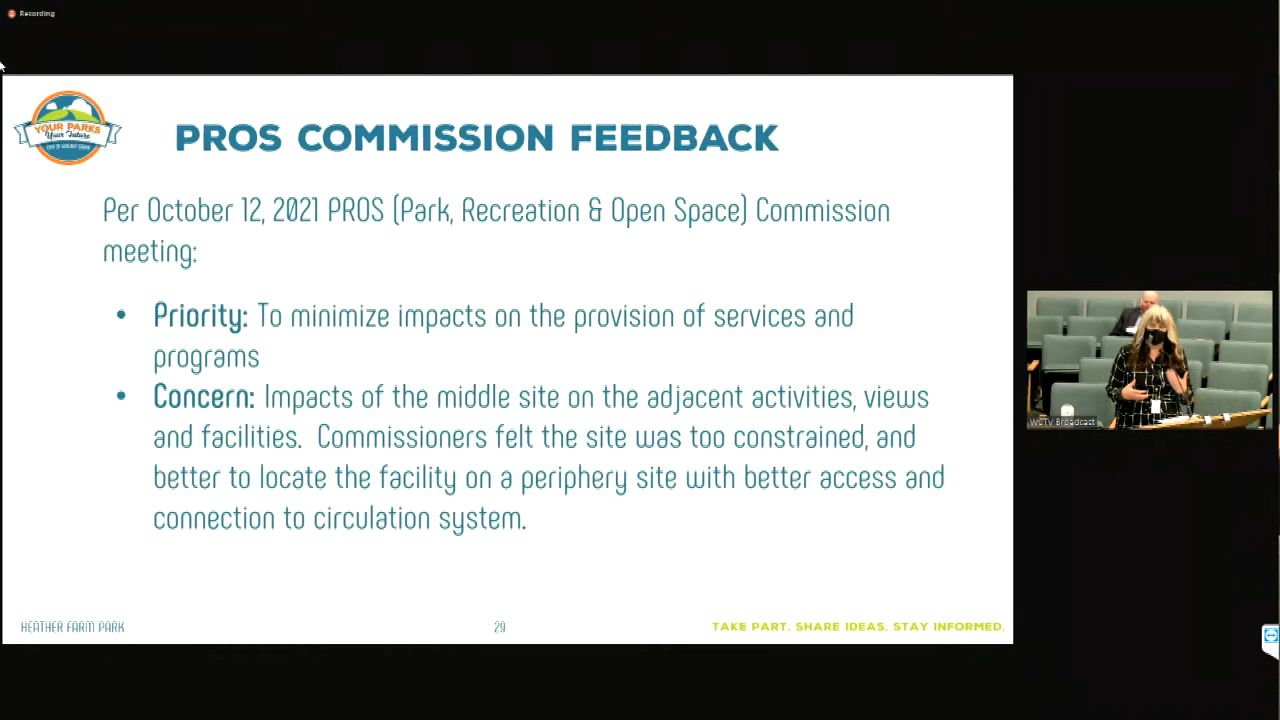 Recording
YOUR PARKS
Your Future
CITY OF WALNUT CREEK
PROS COMMISSION FEEDBACK
Per October 12, 2021 PROS (Park, Recreation & Open Space) Commission
meeting:
• Priority: To minimize impacts on the provision of services and
programs
• Concern: Impacts of the middle site on the adjacent activities, views
and facilities. Commissioners felt the site was too constrained, and
better to locate the facility on a periphery site with better access and
connection to circulation system.
WCTV Broadcast
HEATHER FARM PARK
29
TAKE PART. SHARE IDEAS. STAY INFORMED.